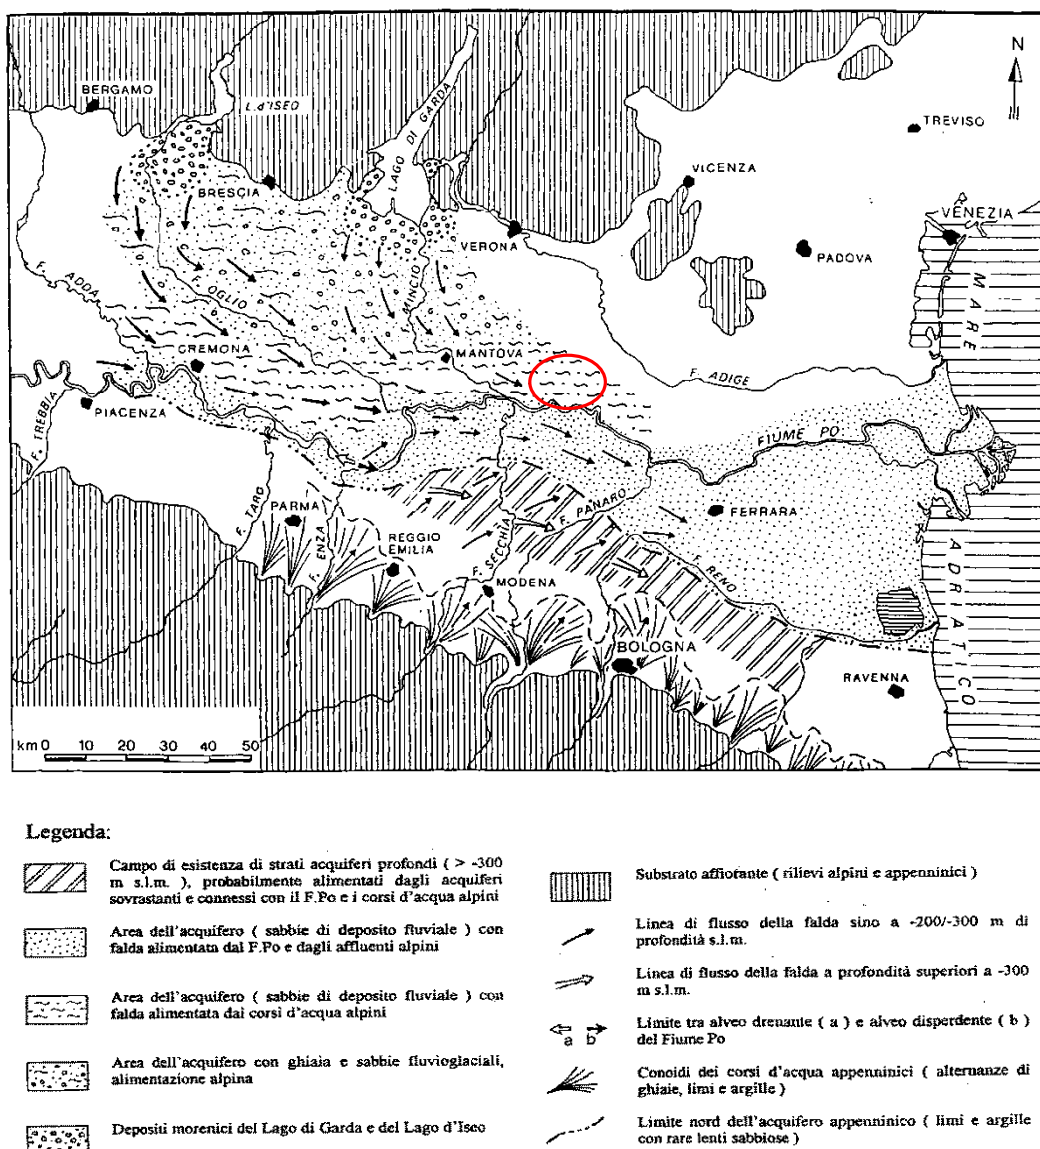 N
BERGAMO
L. d'ISEO
LAGO DI GARDA
TREVISO
VICENZA
BRESCIA
VENEZIA
VERONA
PADOVA
F. ADDA
F. OGLIO
F. MINCIO
MARE
CREMONA
MANTOVA
F. ADIGE
F. TREBBIA
PIACENZA
FIUME PO
F. TARO
PARMA
F. ENZA
REGGIO
EMILIA
F. SECCHIA
F. PANARO
FERRARA
MODENA
F. RENO
ADRIATICO
BOLOGNA
RAVENNA
km 0 10 20 30 40 50
Legenda:
Campo di esistenza di strati acquiferi profondi ( > -300
m s.l.m. ), probabilmente alimentati dagli acquiferi
sovrastanti e connessi con il F.Po e i corsi d'acqua alpini
Area dell'acquifero ( sabbie di deposito fluviale ) con
falda alimentata dal F.Po e dagli affluenti alpini
Area dell'acquifero ( sabbie di deposito fluviale ) con
falda alimentata dai corsi d'acqua alpini
Area dell'acquifero con ghiaia e sabbie fluvioglaciali,
alimentazione alpina
Depositi morenici del Lago di Garda e del Lago d'Iseo
Substrato affiorante ( rilievi alpini e appenninici )
Linea di flusso della falda sino a -200/-300 m di
profondità s.l.m.
Linea di flusso della falda a profondità superiori a -300
m s.l.m.
a b
Limite tra alveo drenante ( a ) e alveo disperdente ( b )
del Fiume Po
Conoidi dei corsi d'acqua appenninici ( alternanze di
ghiaie, limi e argille )
Limite nord dell'acquifero appenninico ( limi e argille
con rare lenti sabbiose )